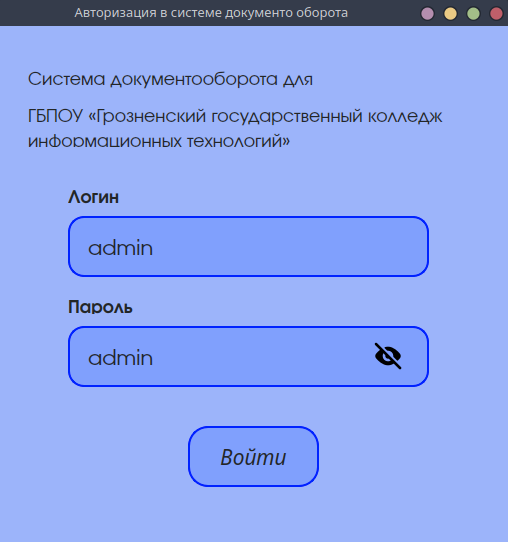 Авторизация в системе документо оборота
Система документооборота для
ГБПОУ «Грозненский государственный колледж
информационных технологий»
Логин
admin
Пароль
admin
Войти